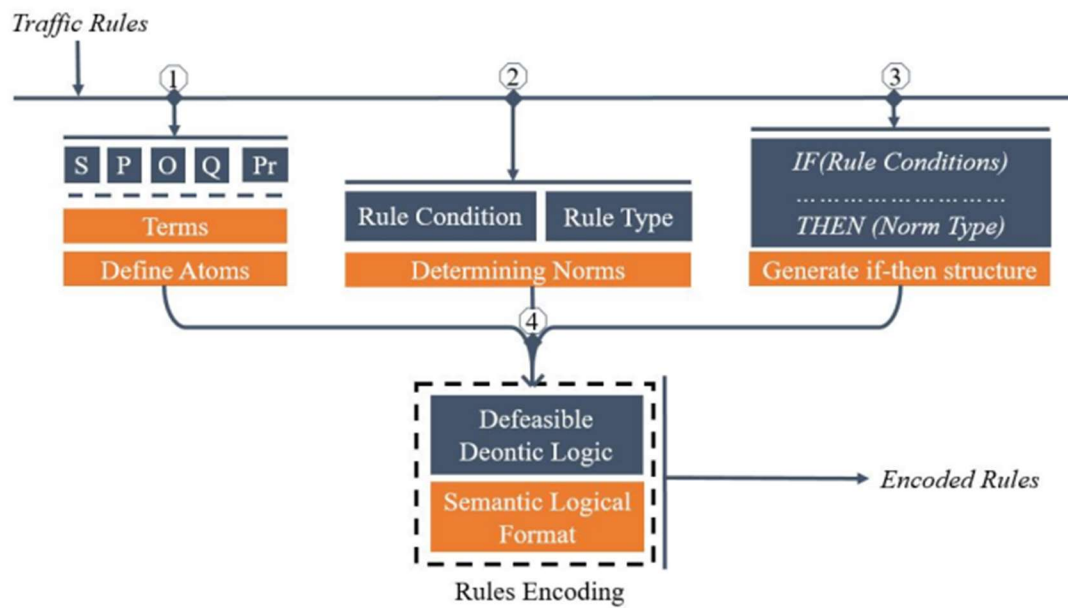 Traffic Rules
1
2
3
S P O Q Pr
Terms
Define Atoms
Rule Condition
Rule Type
Determining Norms
IF(Rule Conditions)
… … … … … … … … …
THEN (Norm Type)
Generate if-then structure
4
Defeasible
Deontic Logic
Semantic Logical
Format
Encoded Rules
Rules Encoding